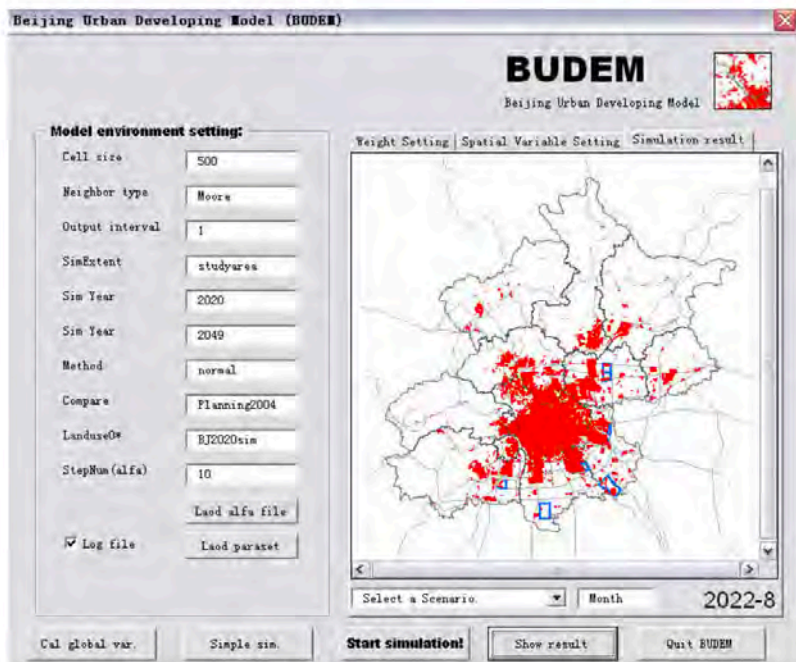 Beijing Urban Developing Model (BUDEM)
BUDEM
Beijing Urban Developing Model
Model environment setting:
Cell size 500
Neighbor type Moore
Output interval 1
SimExtent studyarea
Sim Year 2020
Sim Year 2049
Method normal
Compare Planning2004
Landuse0* BJ2020sim
StepNum(alfa) 10
Laod alfa file
Log file Laod paraset
Weight Setting Spatial Variable Setting Simulation result
Select a Scenario. Month 2022-8
Cal global var. Simple sim. Start simulation! Show result Quit BUDEM